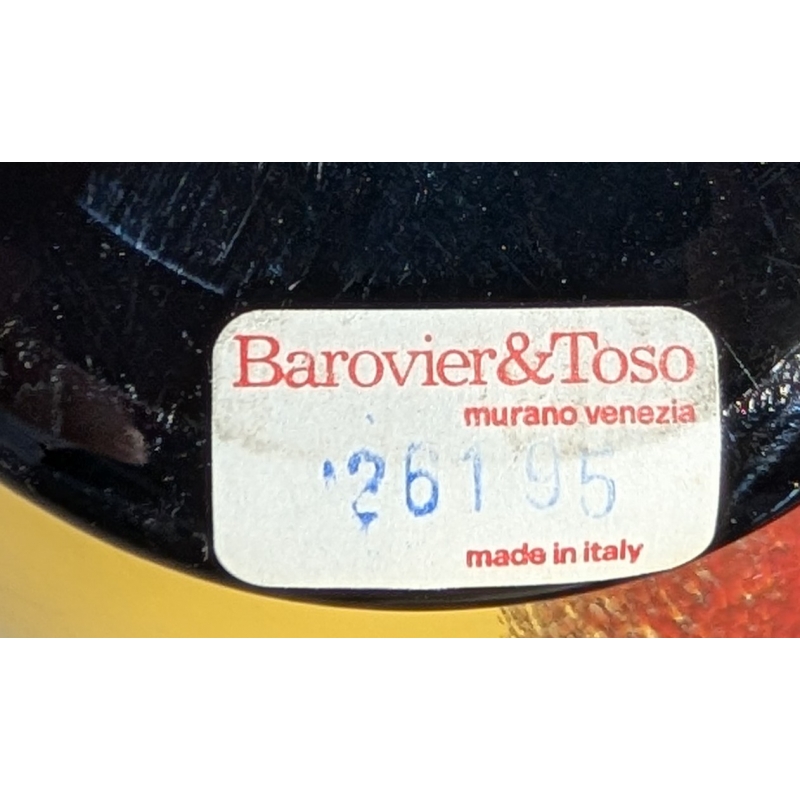 Barovier&Toso
murano venezia
26195
made in italy